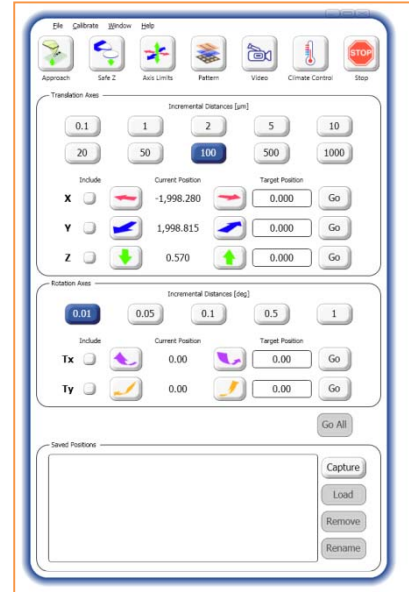 File Calibrate Window Help
Approach Safe Z Axis Limits Pattern Video Climate Control STOP Stop
Translation Axes
Incremental Distances [µm]
0.1 1 2 5 10
20 50 100 500 1000
Include Current Position Target Position
X -1,998.280 0.000 Go
Y 1,998.815 0.000 Go
Z 0.570 0.000 Go
Rotation Axes
Incremental Distances [deg]
0.01 0.05 0.1 0.5 1
Include Current Position Target Position
Tx 0.00 0.00 Go
Ty 0.00 0.00 Go
Go All
Saved Positions
Capture
Load
Remove
Rename